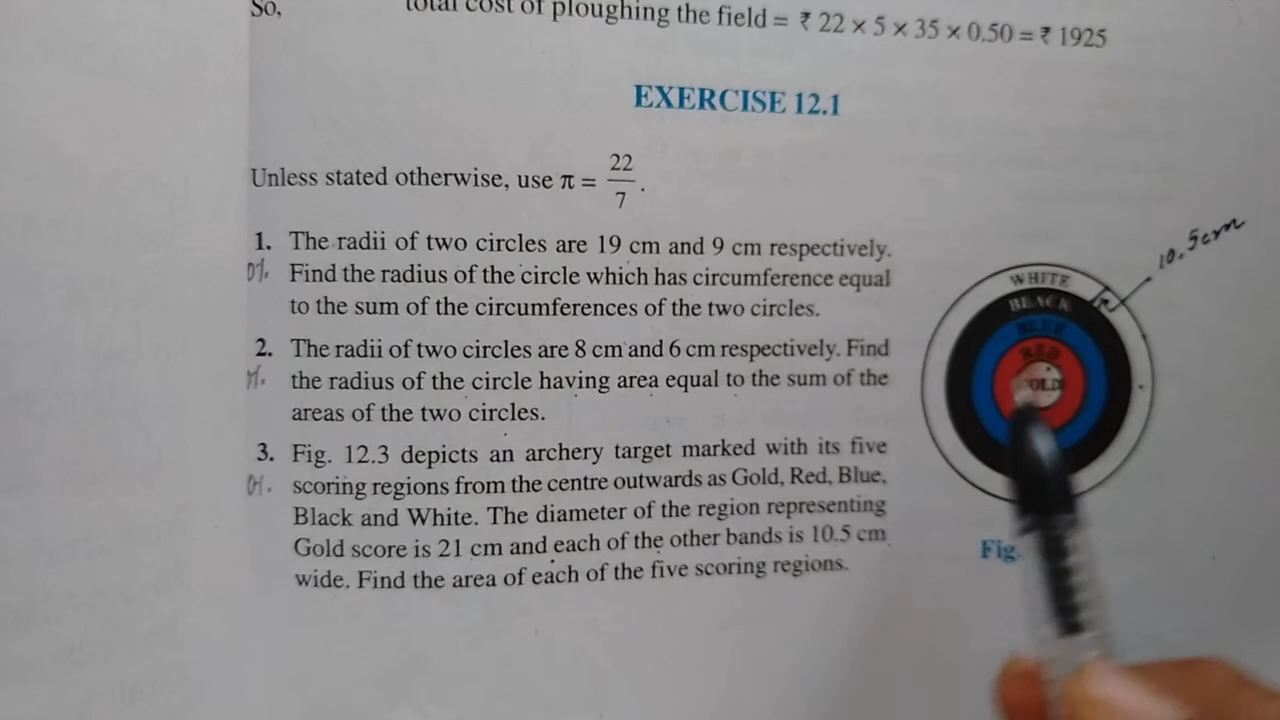 So, total cost of ploughing the field = ₹ 22 × 5 × 35 × 0.50 = ₹ 1925
EXERCISE 12.1
Unless stated otherwise, use π = 22/7.
1. The radii of two circles are 19 cm and 9 cm respectively.
Find the radius of the circle which has circumference equal
to the sum of the circumferences of the two circles.
2. The radii of two circles are 8 cm and 6 cm respectively. Find
the radius of the circle having area equal to the sum of the
areas of the two circles.
3. Fig. 12.3 depicts an archery target marked with its five
scoring regions from the centre outwards as Gold, Red, Blue,
Black and White. The diameter of the region representing
Gold score is 21 cm and each of the other bands is 10.5 cm
wide. Find the area of each of the five scoring regions.
10.5cm
WHITE
BLACK
BLUE
RED
OLD
Fig.